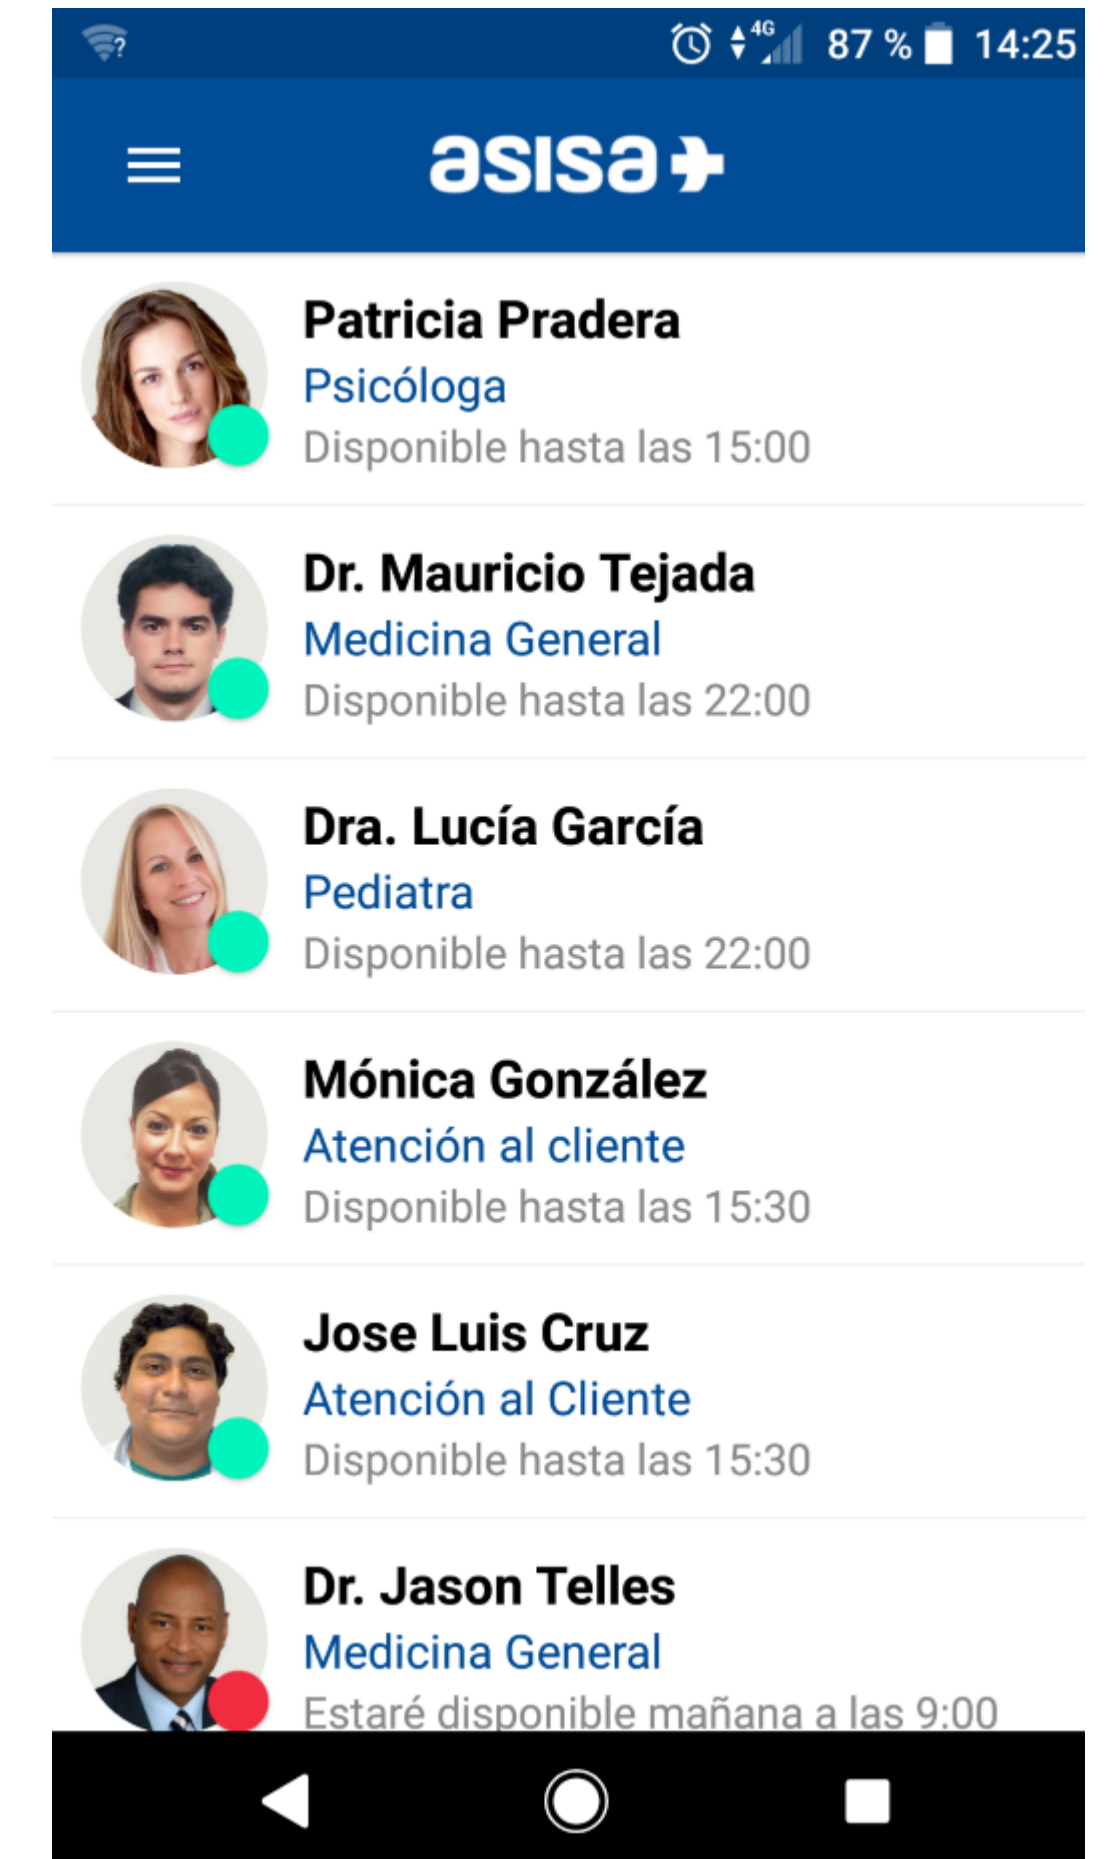 ? 4G 87 % 14:25
asisa
Patricia Pradera
Psicóloga
Disponible hasta las 15:00
Dr. Mauricio Tejada
Medicina General
Disponible hasta las 22:00
Dra. Lucía García
Pediatra
Disponible hasta las 22:00
Mónica González
Atención al cliente
Disponible hasta las 15:30
Jose Luis Cruz
Atención al Cliente
Disponible hasta las 15:30
Dr. Jason Telles
Medicina General
Estaré disponible mañana a las 9:00